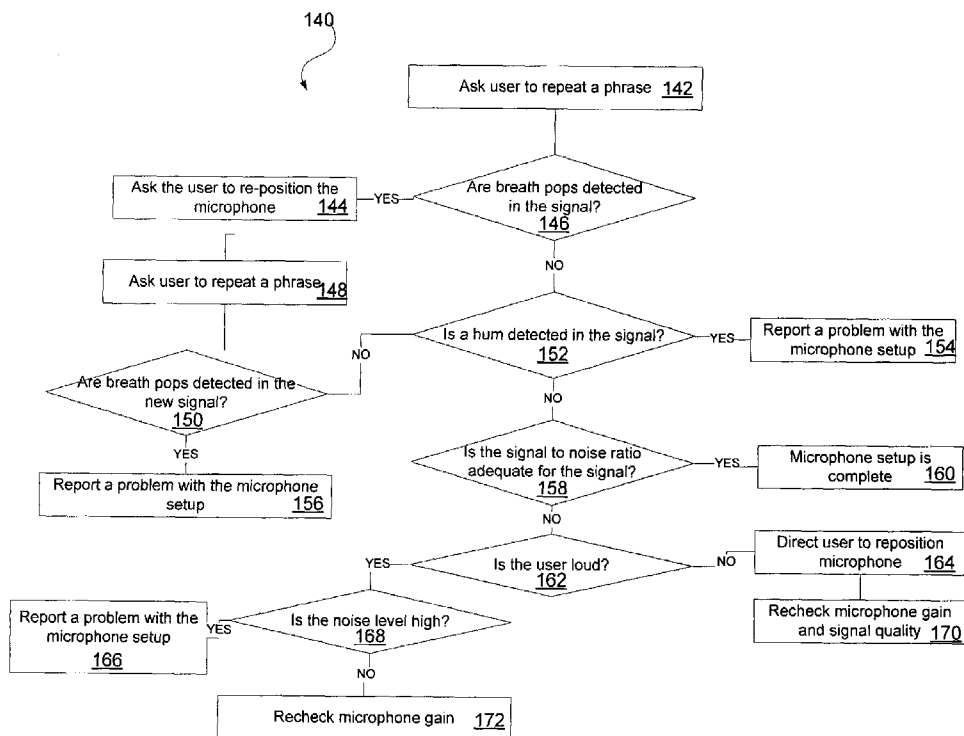 140
Ask user to repeat a phrase 142
Are breath pops detected
in the signal?
146
YES
Ask the user to re-position the
microphone 144
NO
Ask user to repeat a phrase 148
Is a hum detected in the signal?
152
YES
Report a problem with the
microphone setup 154
NO
Are breath pops detected in the
new signal?
150
YES
Report a problem with the microphone
setup 156
NO
Is the signal to noise ratio
adequate for the signal?
158
YES
Microphone setup is
complete 160
NO
Is the user loud?
162
NO
Direct user to reposition
microphone 164
Recheck microphone gain
and signal quality 170
YES
Is the noise level high?
168
YES
Report a problem with the
microphone setup
166
NO
Recheck microphone gain 172